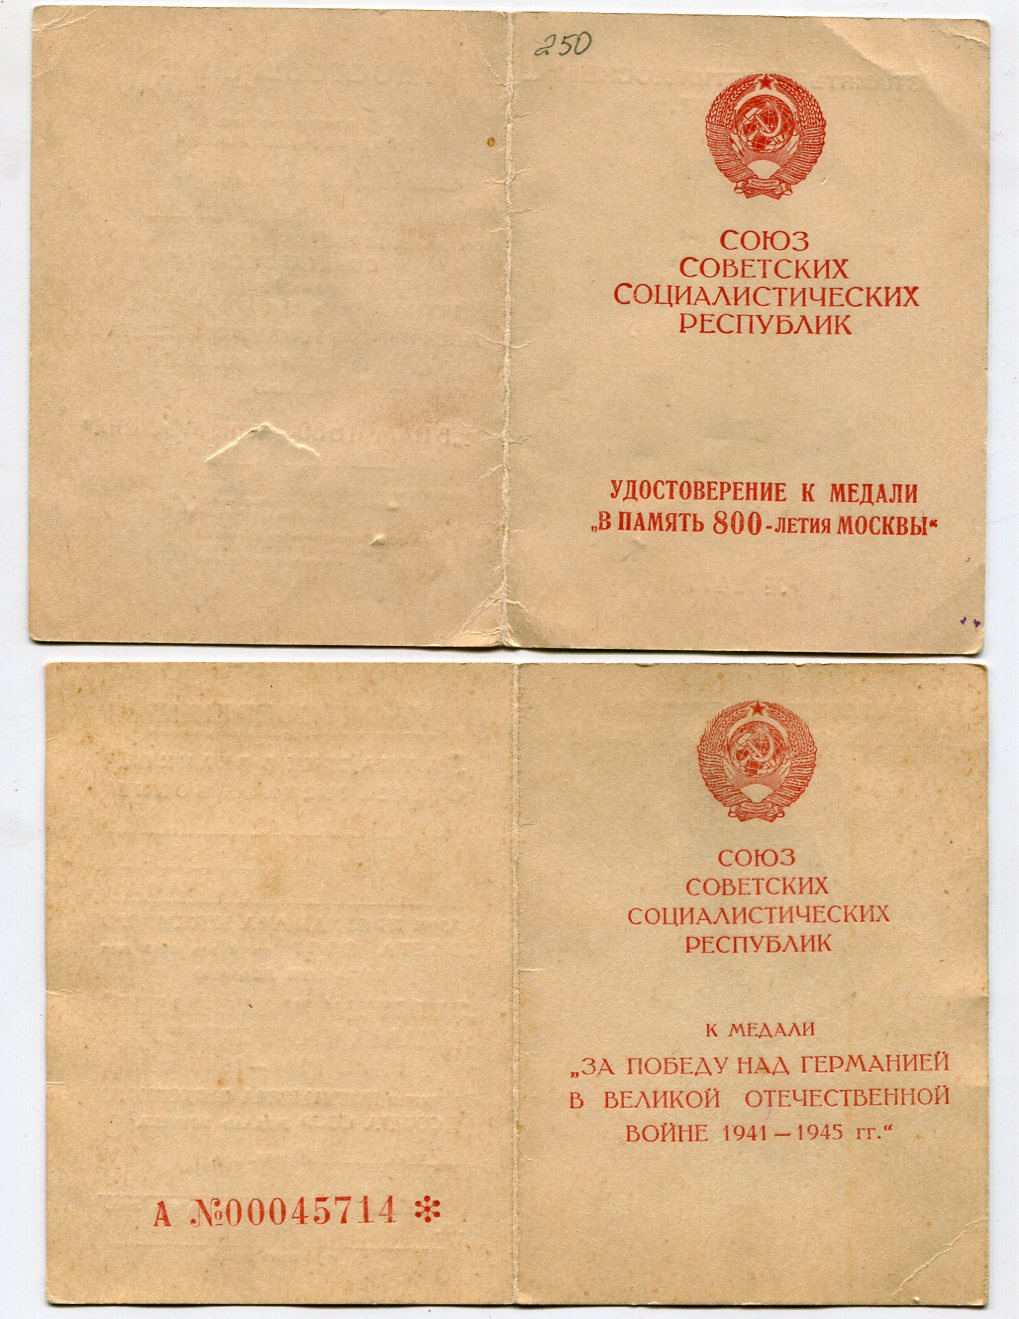 250
СОЮЗ
СОВЕТСКИХ
СОЦИАЛИСТИЧЕСКИХ
РЕСПУБЛИК
УДОСТОВЕРЕНИЕ К МЕДАЛИ
„В ПАМЯТЬ 800-ЛЕТИЯ МОСКВЫ“
СОЮЗ
СОВЕТСКИХ
СОЦИАЛИСТИЧЕСКИХ
РЕСПУБЛИК
К МЕДАЛИ
„ЗА ПОБЕДУ НАД ГЕРМАНИЕЙ
В ВЕЛИКОЙ ОТЕЧЕСТВЕННОЙ
ВОЙНЕ 1941—1945 гг.“
А №00045714 ✻